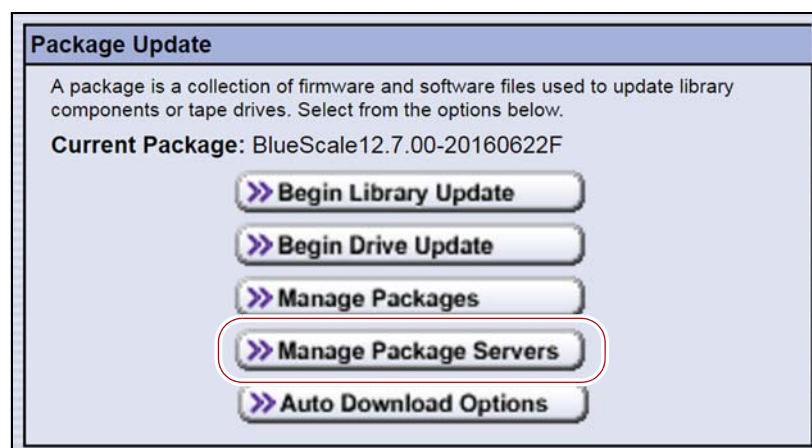 Package Update
A package is a collection of firmware and software files used to update library
components or tape drives. Select from the options below.
Current Package: BlueScale12.7.00-20160622F
Begin Library Update
Begin Drive Update
Manage Packages
Manage Package Servers
Auto Download Options